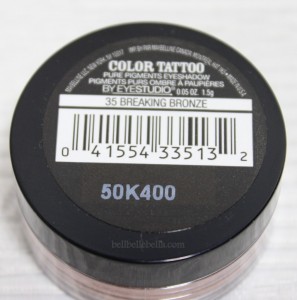 COLOR TATTOO
PURE PIGMENTS EYESHADOW
PIGMENTS PURS OMBRE À PAUPIÈRES
BY EYESTUDIO® 0.05 OZ. 1.5g
35 BREAKING BRONZE
0 41554 33513 2
50K400
bellbellebella.com